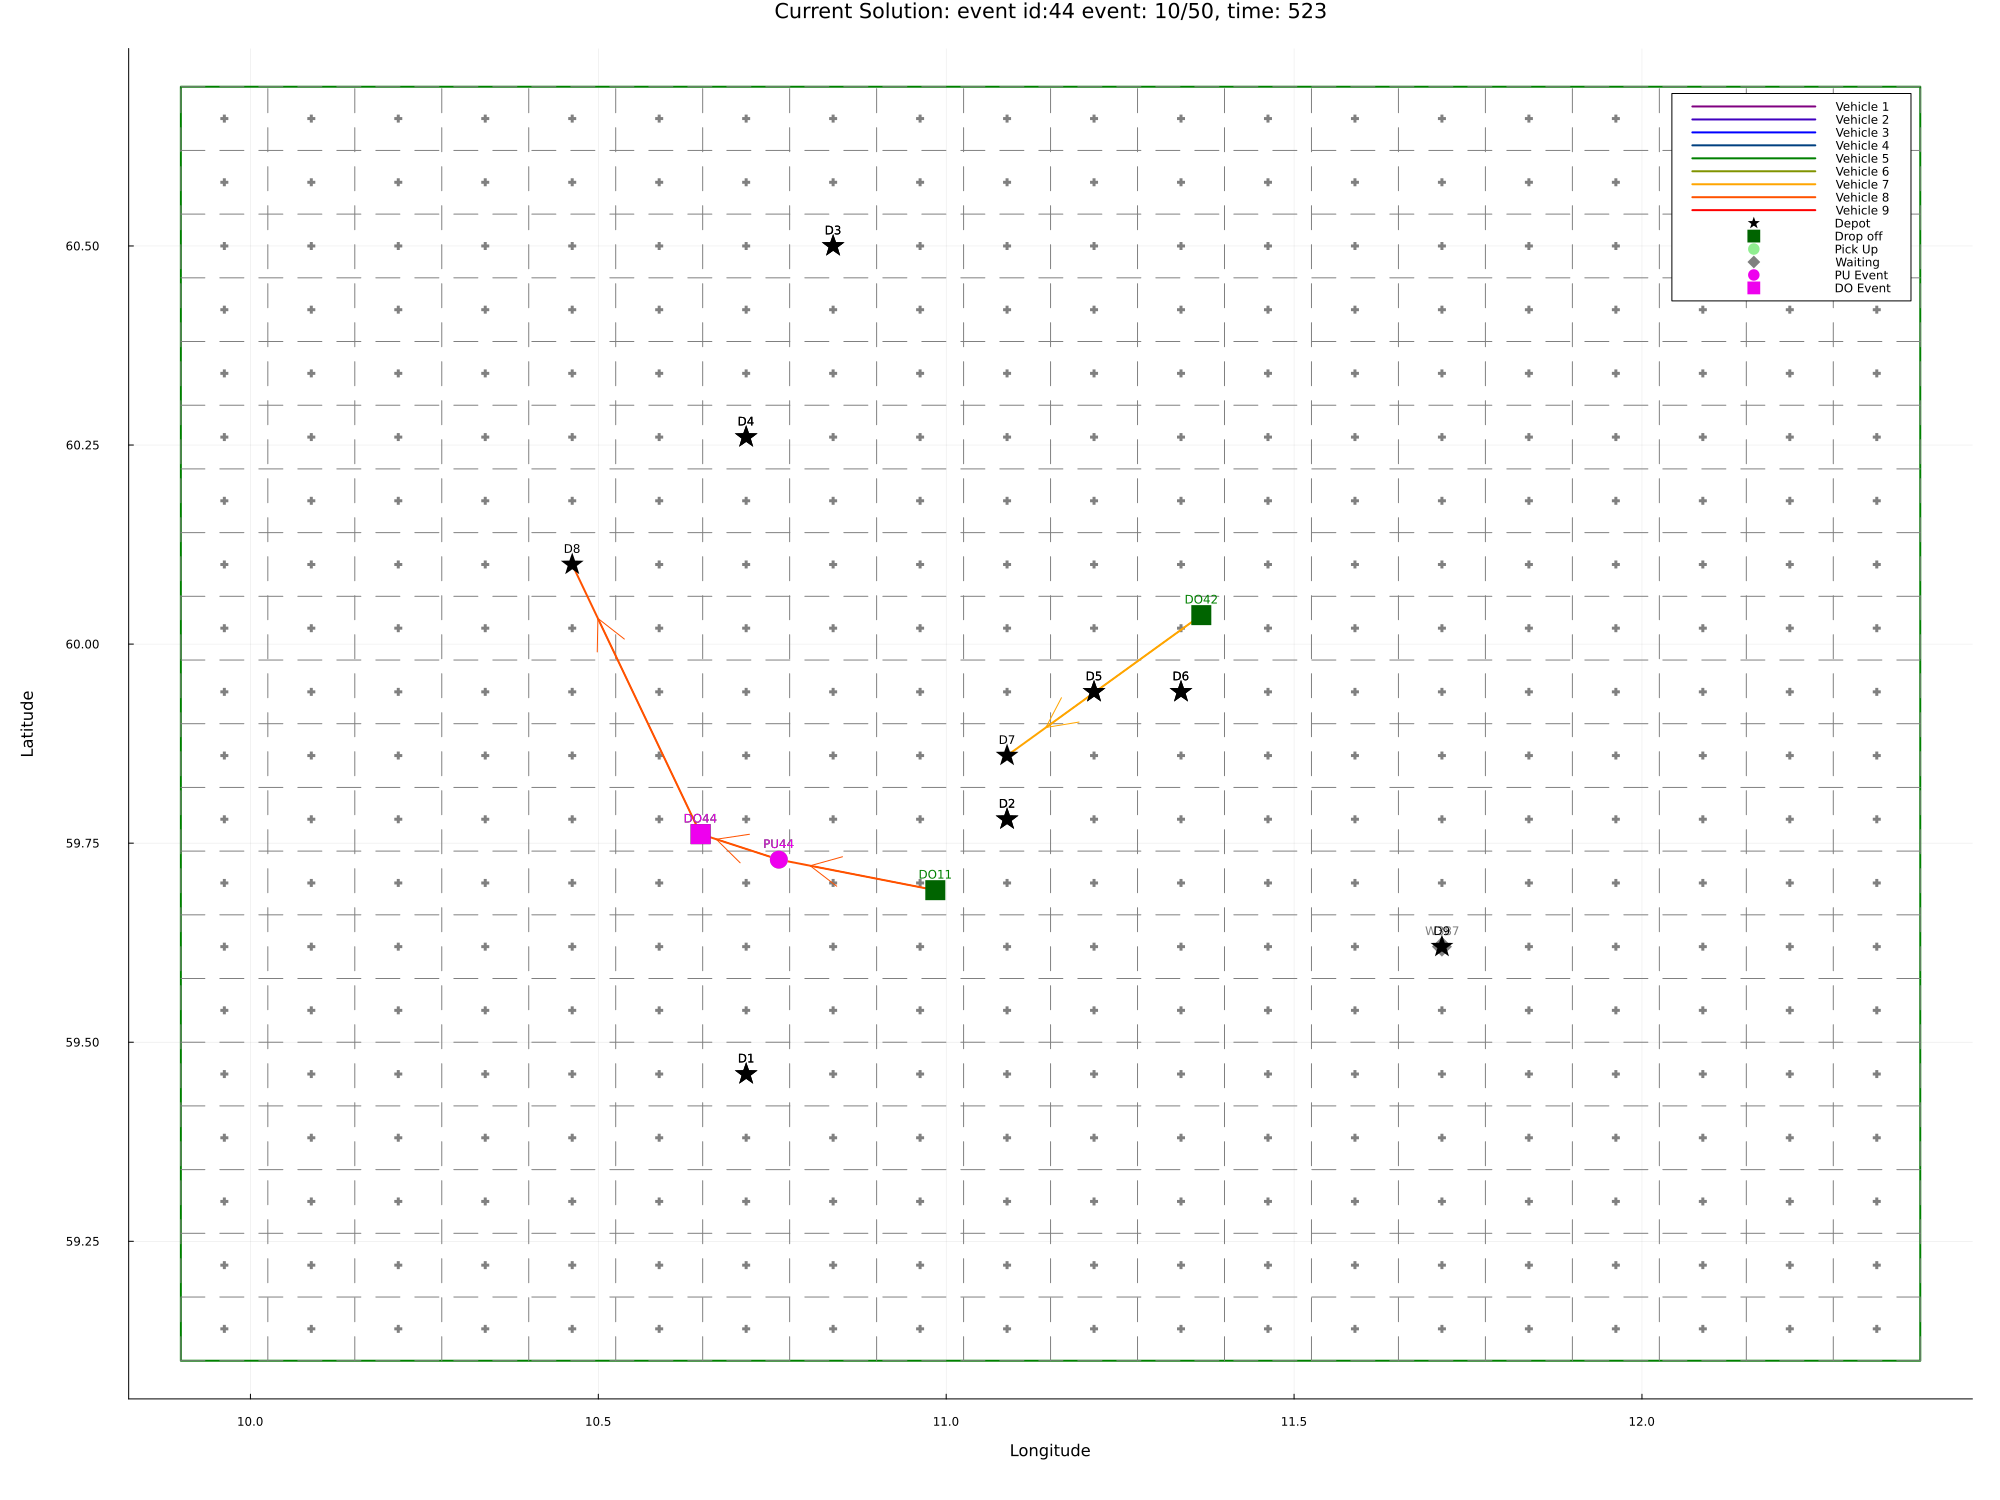 Current Solution: event id:44 event: 10/50, time: 523
Vehicle 1
Vehicle 2
Vehicle 3
Vehicle 4
Vehicle 5
Vehicle 6
Vehicle 7
Vehicle 8
Vehicle 9
Depot
Drop off
Pick Up
Waiting
PU Event
DO Event
D3
60.50
D4
60.25
D8
DO42
60.00
D5
D6
Latitude
D7
D2
DO44
59.75
PU44
DO11
D9
59.50
D1
59.25
10.0
10.5
11.0
11.5
12.0
Longitude